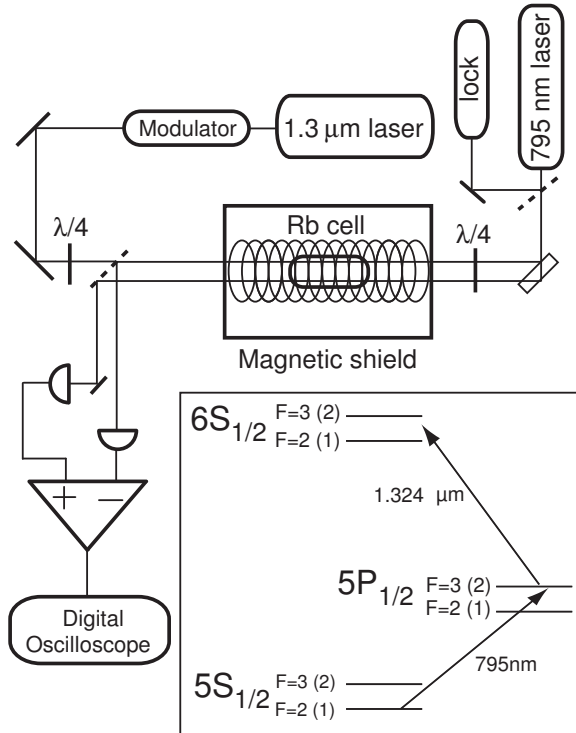 lock
795 nm laser
Modulator
1.3 μm laser
λ/4
Rb cell
λ/4
Magnetic shield
+ −
Digital
Oscilloscope
6S1/2
F=3 (2)
F=2 (1)
1.324 μm
5P1/2
F=3 (2)
F=2 (1)
795nm
5S1/2
F=3 (2)
F=2 (1)